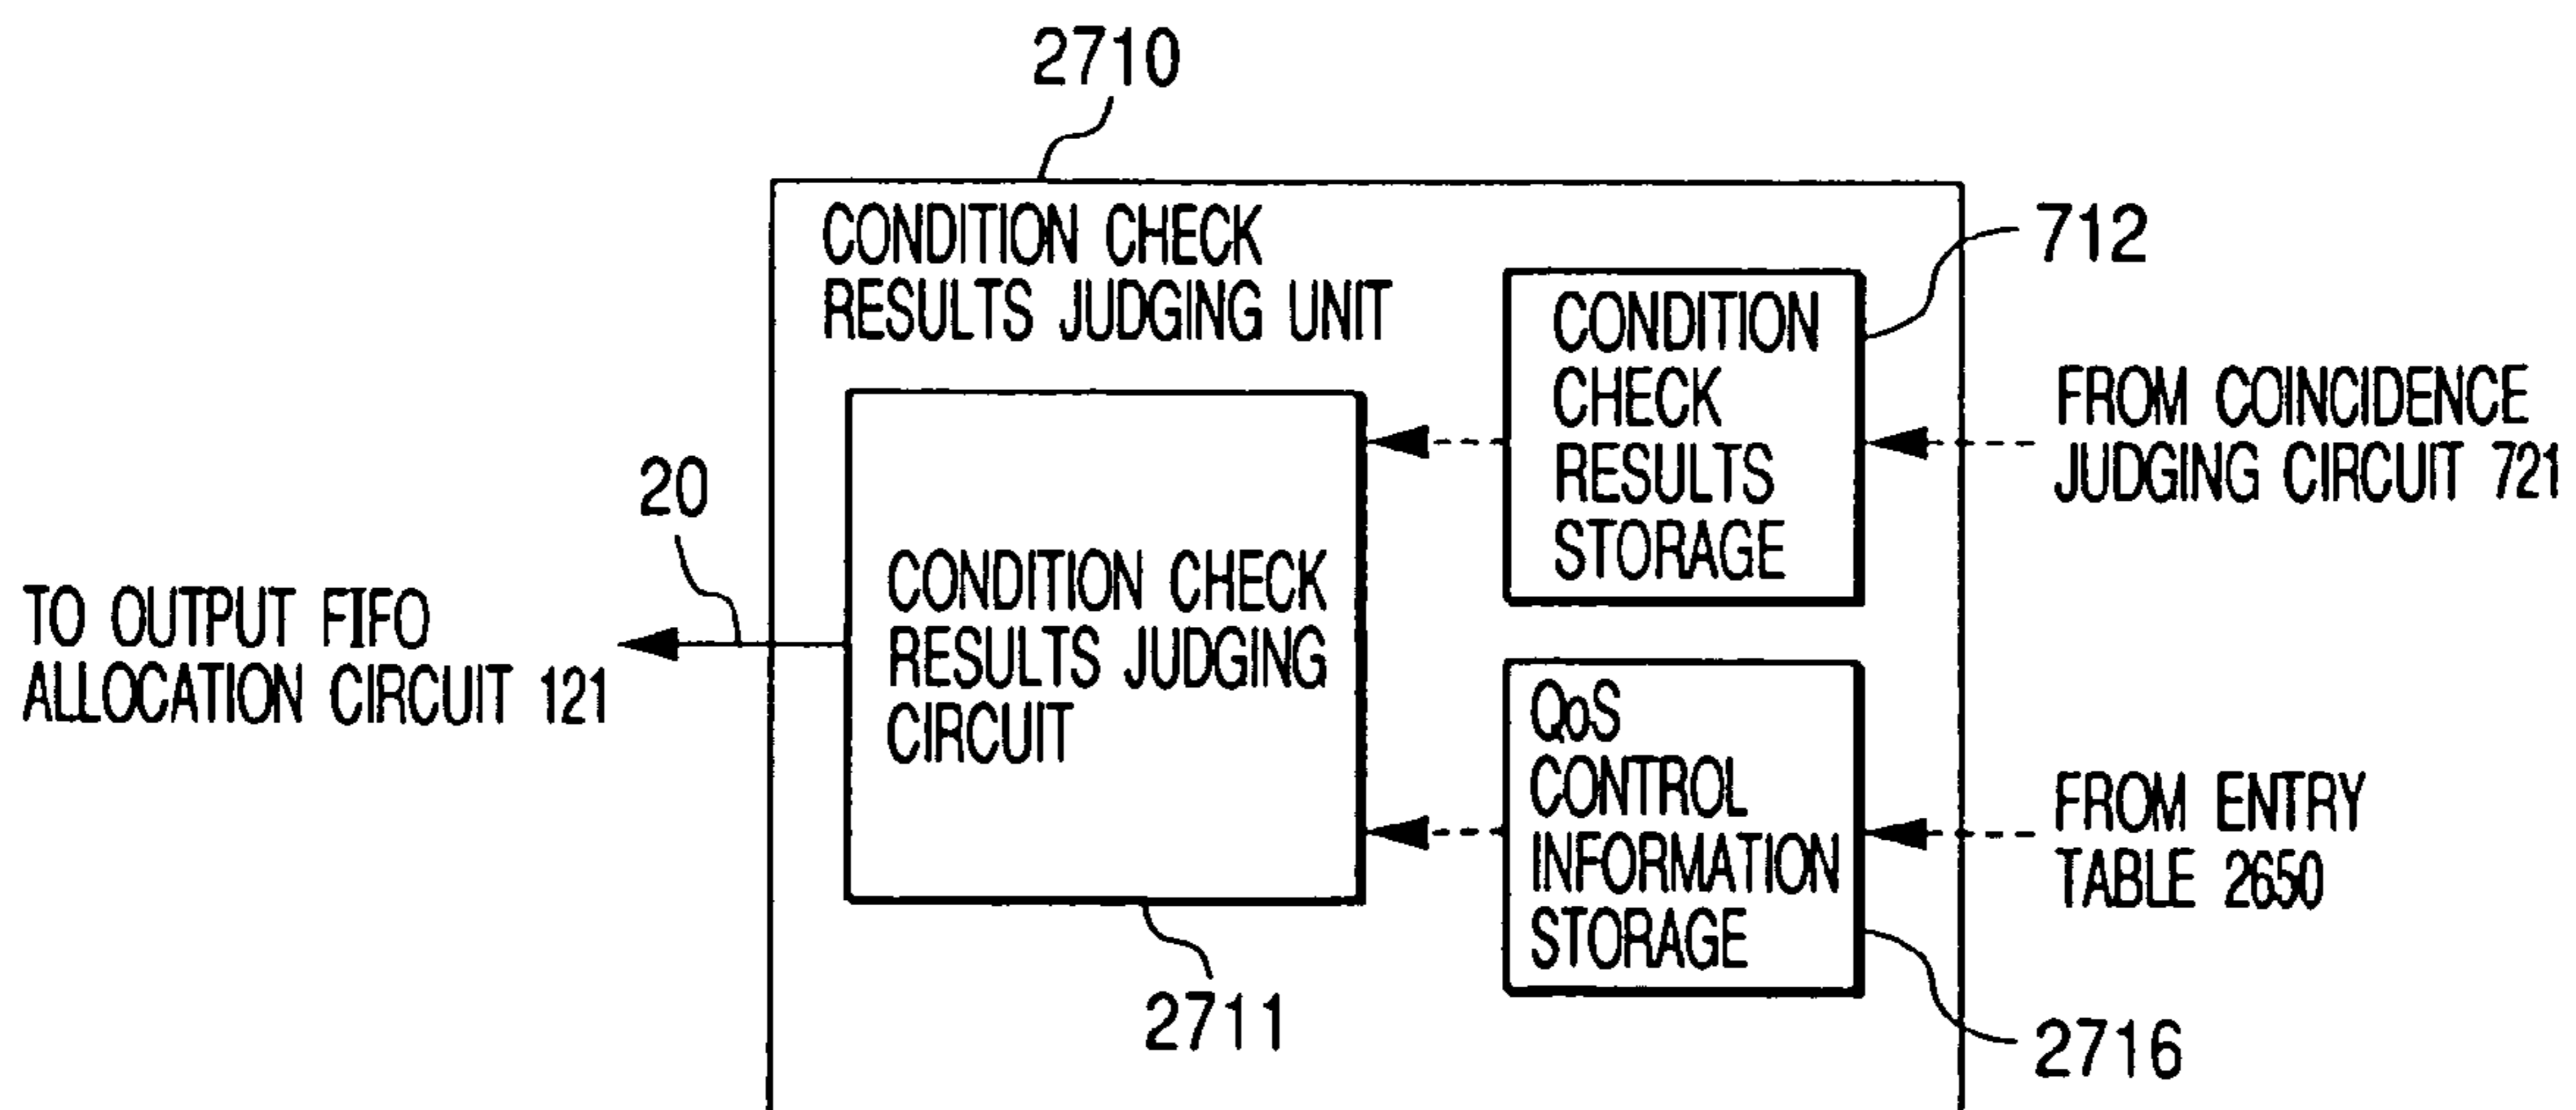 2710
CONDITION CHECK
RESULTS JUDGING UNIT
712
CONDITION
CHECK
RESULTS
STORAGE
FROM COINCIDENCE
JUDGING CIRCUIT 721
20
TO OUTPUT FIFO
ALLOCATION CIRCUIT 121
CONDITION CHECK
RESULTS JUDGING
CIRCUIT
2711
QoS
CONTROL
INFORMATION
STORAGE
FROM ENTRY
TABLE 2650
2716